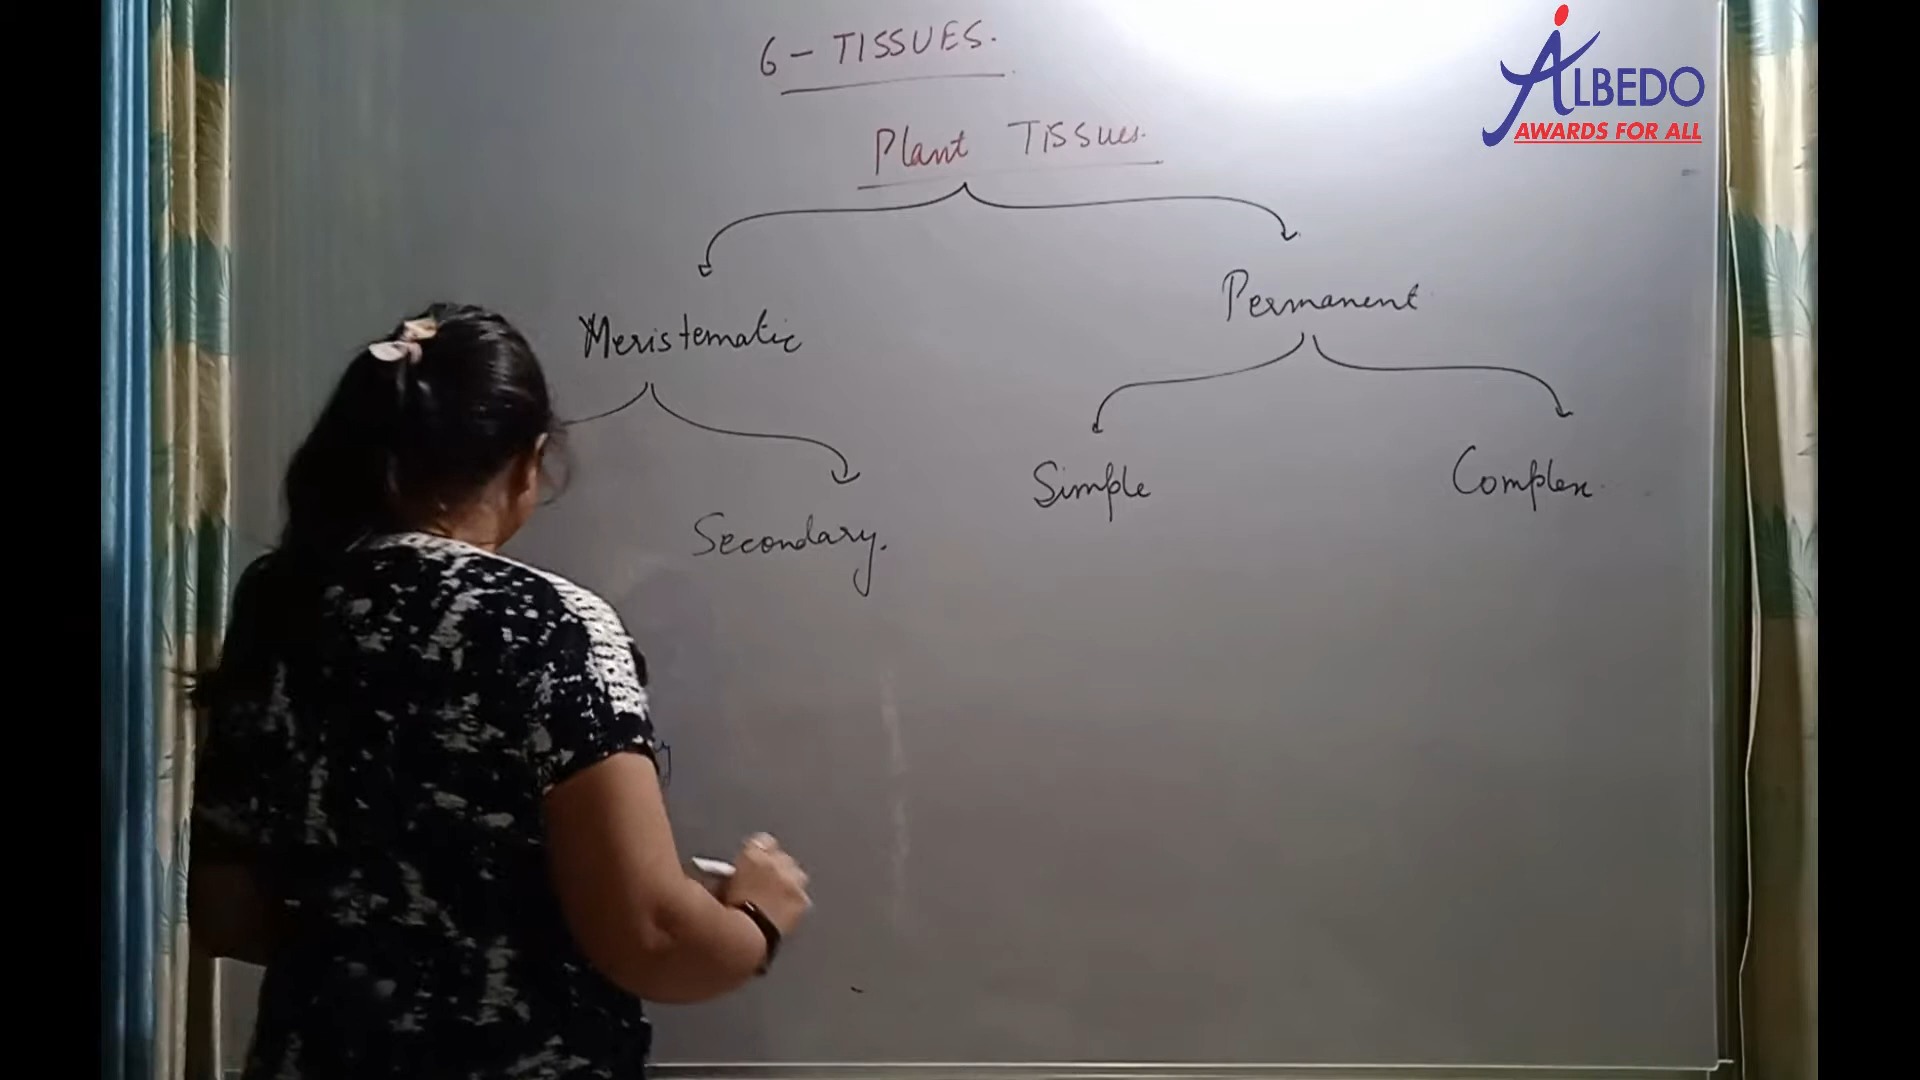 6 - TISSUES.
Plant Tissues.
Meristematic
Permanent
Secondary.
Simple
Complex.
ALBEDO
AWARDS FOR ALL